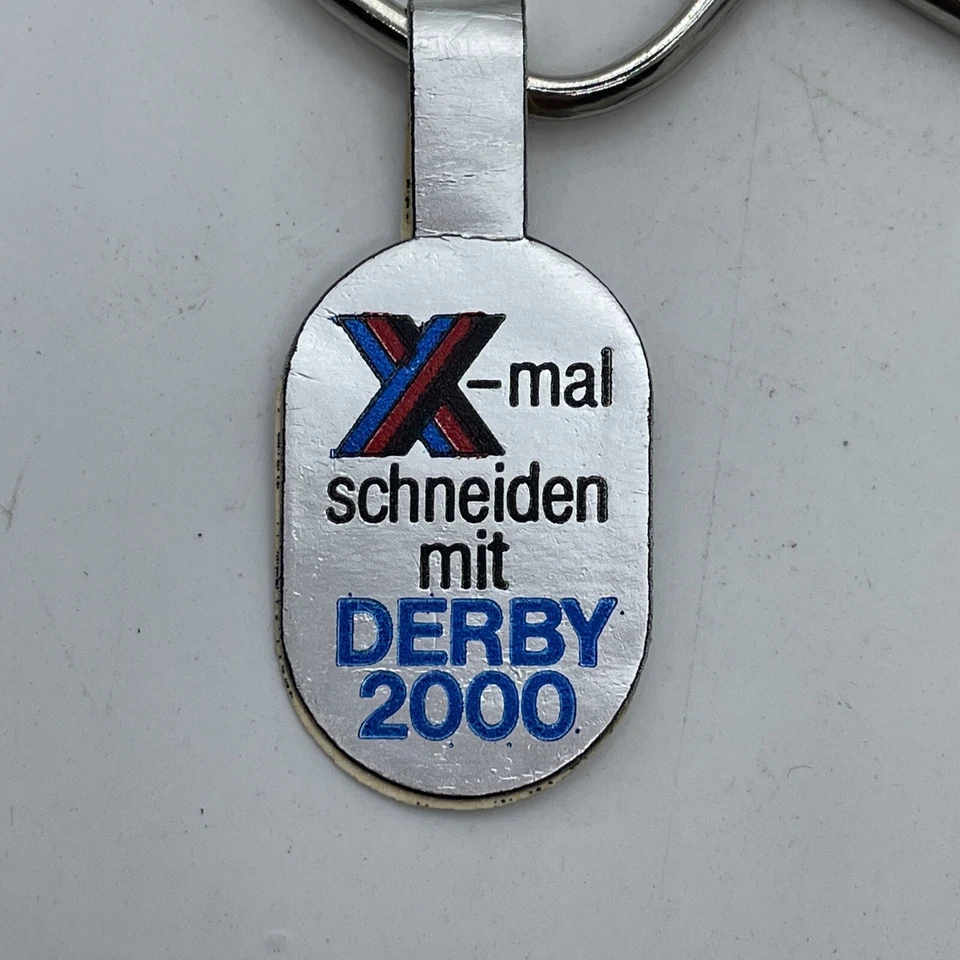 X-mal
schneiden
mit
DERBY
2000